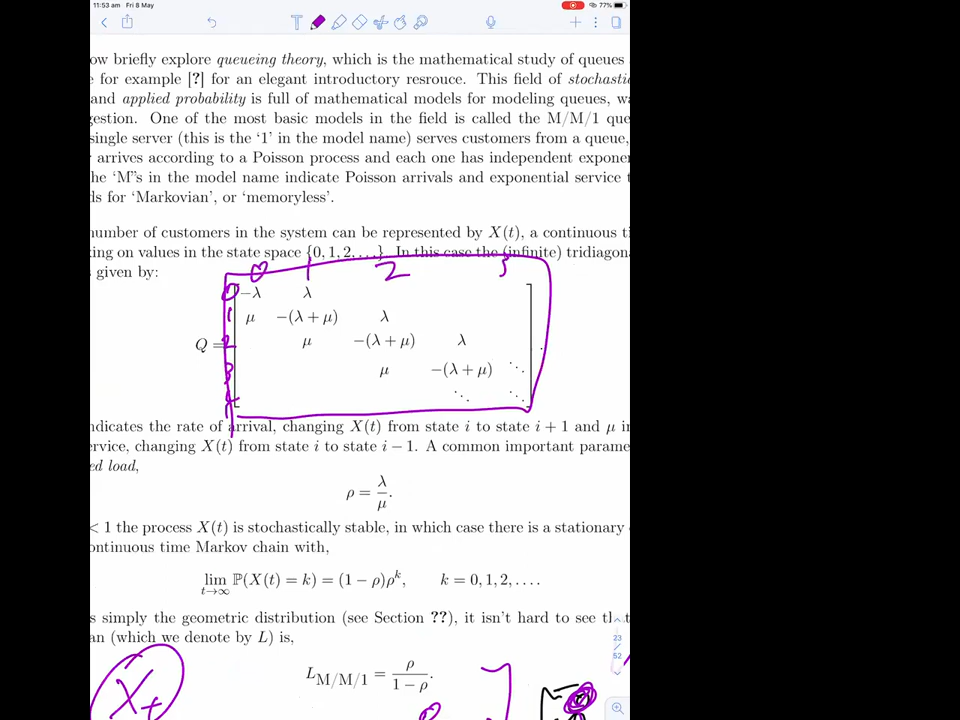 11:53 am Fri 8 May 77%
ow briefly explore queueing theory, which is the mathematical study of queues
e for example [?] for an elegant introductory resrouce. This field of stochasti
and applied probability is full of mathematical models for modeling queues, wa
gestion. One of the most basic models in the field is called the M/M/1 que
single server (this is the '1' in the model name) serves customers from a queue,
r arrives according to a Poisson process and each one has independent exponen
he 'M"s in the model name indicate Poisson arrivals and exponential service t
ds for 'Markovian', or 'memoryless'.
number of customers in the system can be represented by X(t), a continuous ti
king on values in the state space {0, 1, 2, . . .}. In this case the (infinite) tridiagona
given by:
0 1 2 3
0 −λ λ
1 μ −(λ + μ) λ
Q = 2 μ −(λ + μ) λ .
3 μ −(λ + μ) ⋱
⋱ ⋱
ndicates the rate of arrival, changing X(t) from state i to state i + 1 and μ in
ervice, changing X(t) from state i to state i − 1. A common important parame
ed load,
ρ = λ/μ.
< 1 the process X(t) is stochastically stable, in which case there is a stationary
ontinuous time Markov chain with,
lim t→∞ ℙ(X(t) = k) = (1 − ρ)ρ^k, k = 0, 1, 2, . . . .
s simply the geometric distribution (see Section ??), it isn't hard to see th t
an (which we denote by L) is,
23
/
52
L_M/M/1 = ρ/(1 − ρ).
X_t